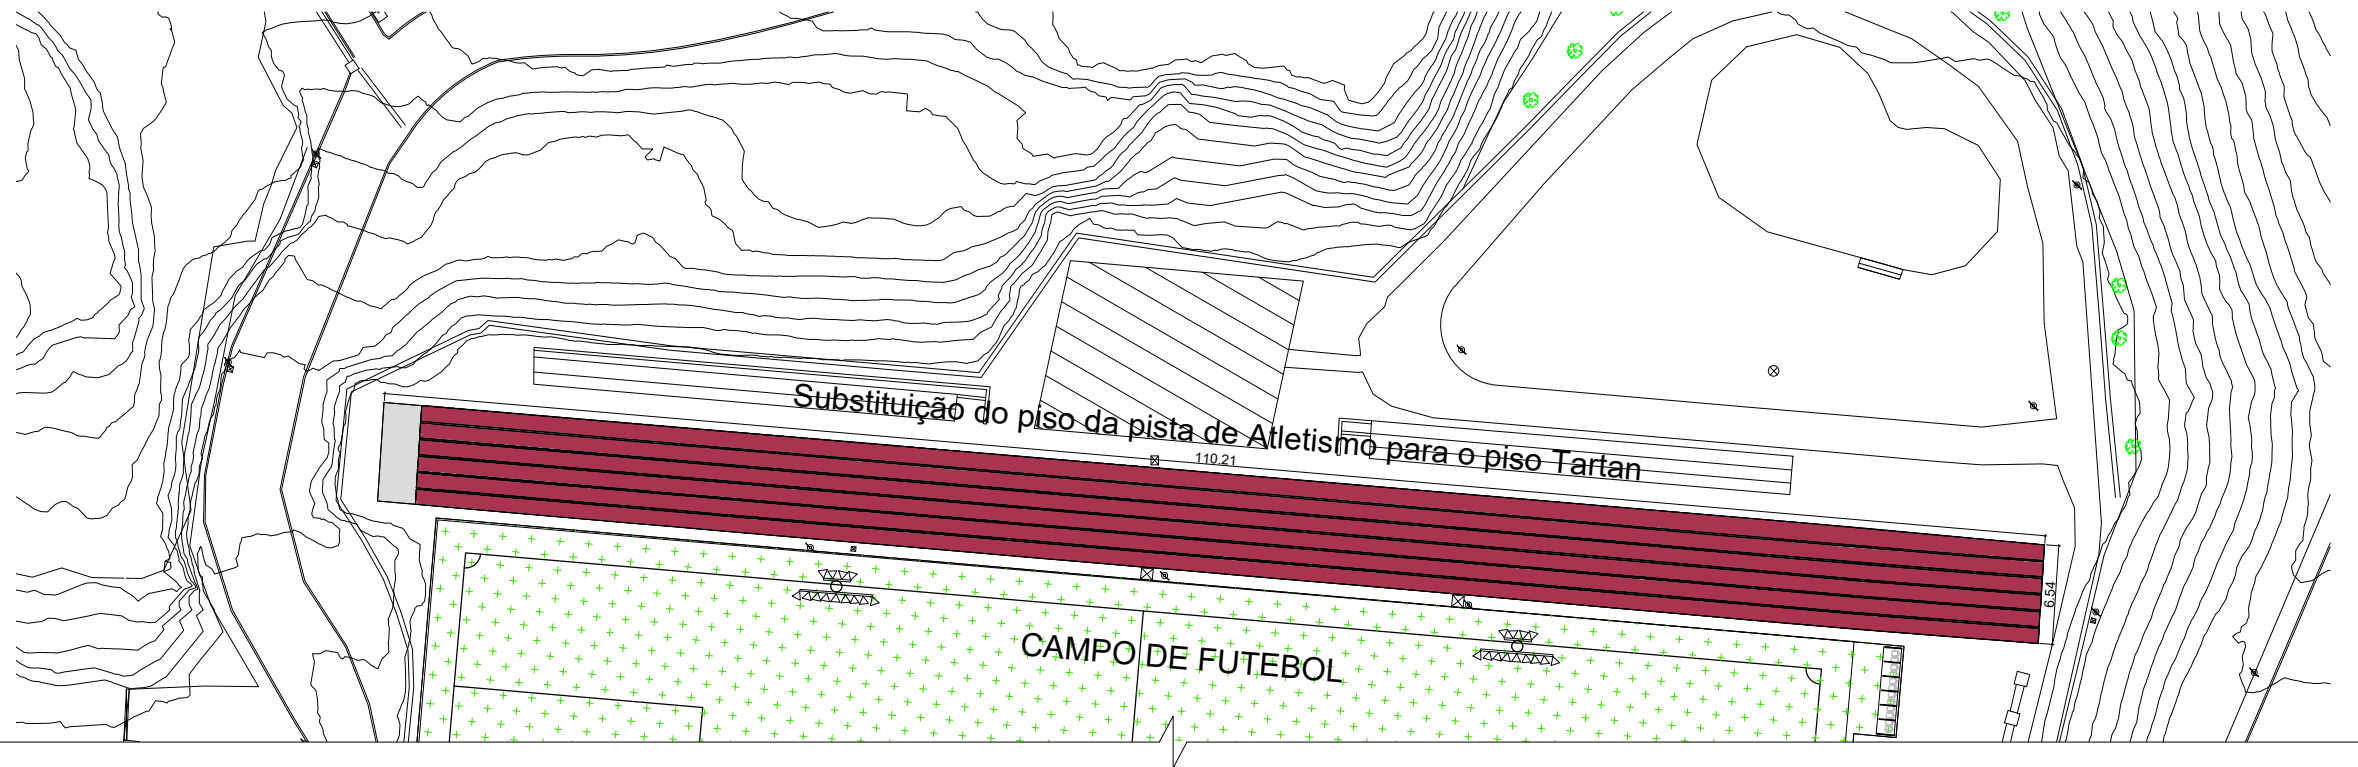 Substituição do piso da pista de Atletismo para o piso Tartan
110.21
6.54
CAMPO DE FUTEBOL